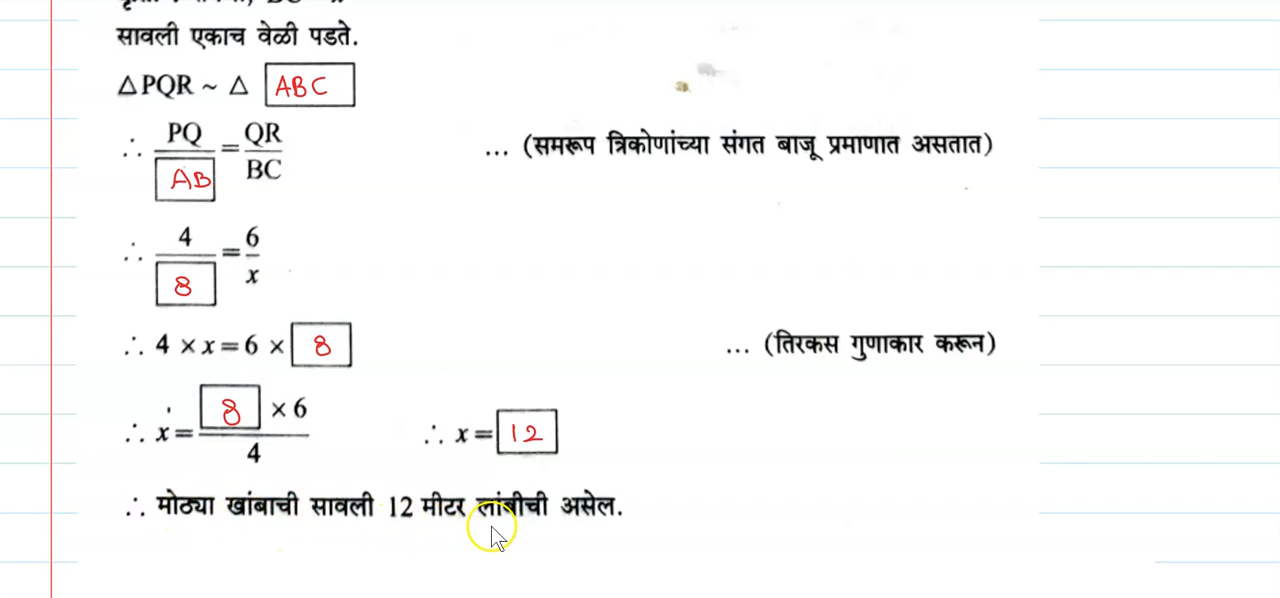 सावली एकाच वेळी पडते.
△PQR ~ △ ABC
∴ PQ/AB = QR/BC ... (समरूप त्रिकोणांच्या संगत बाजू प्रमाणात असतात)
∴ 4/8 = 6/x
∴ 4 × x = 6 × 8 ... (तिरकस गुणाकार करून)
∴ x = 8 × 6/4 ∴ x = 12
∴ मोठ्या खांबाची सावली 12 मीटर लांबीची असेल.